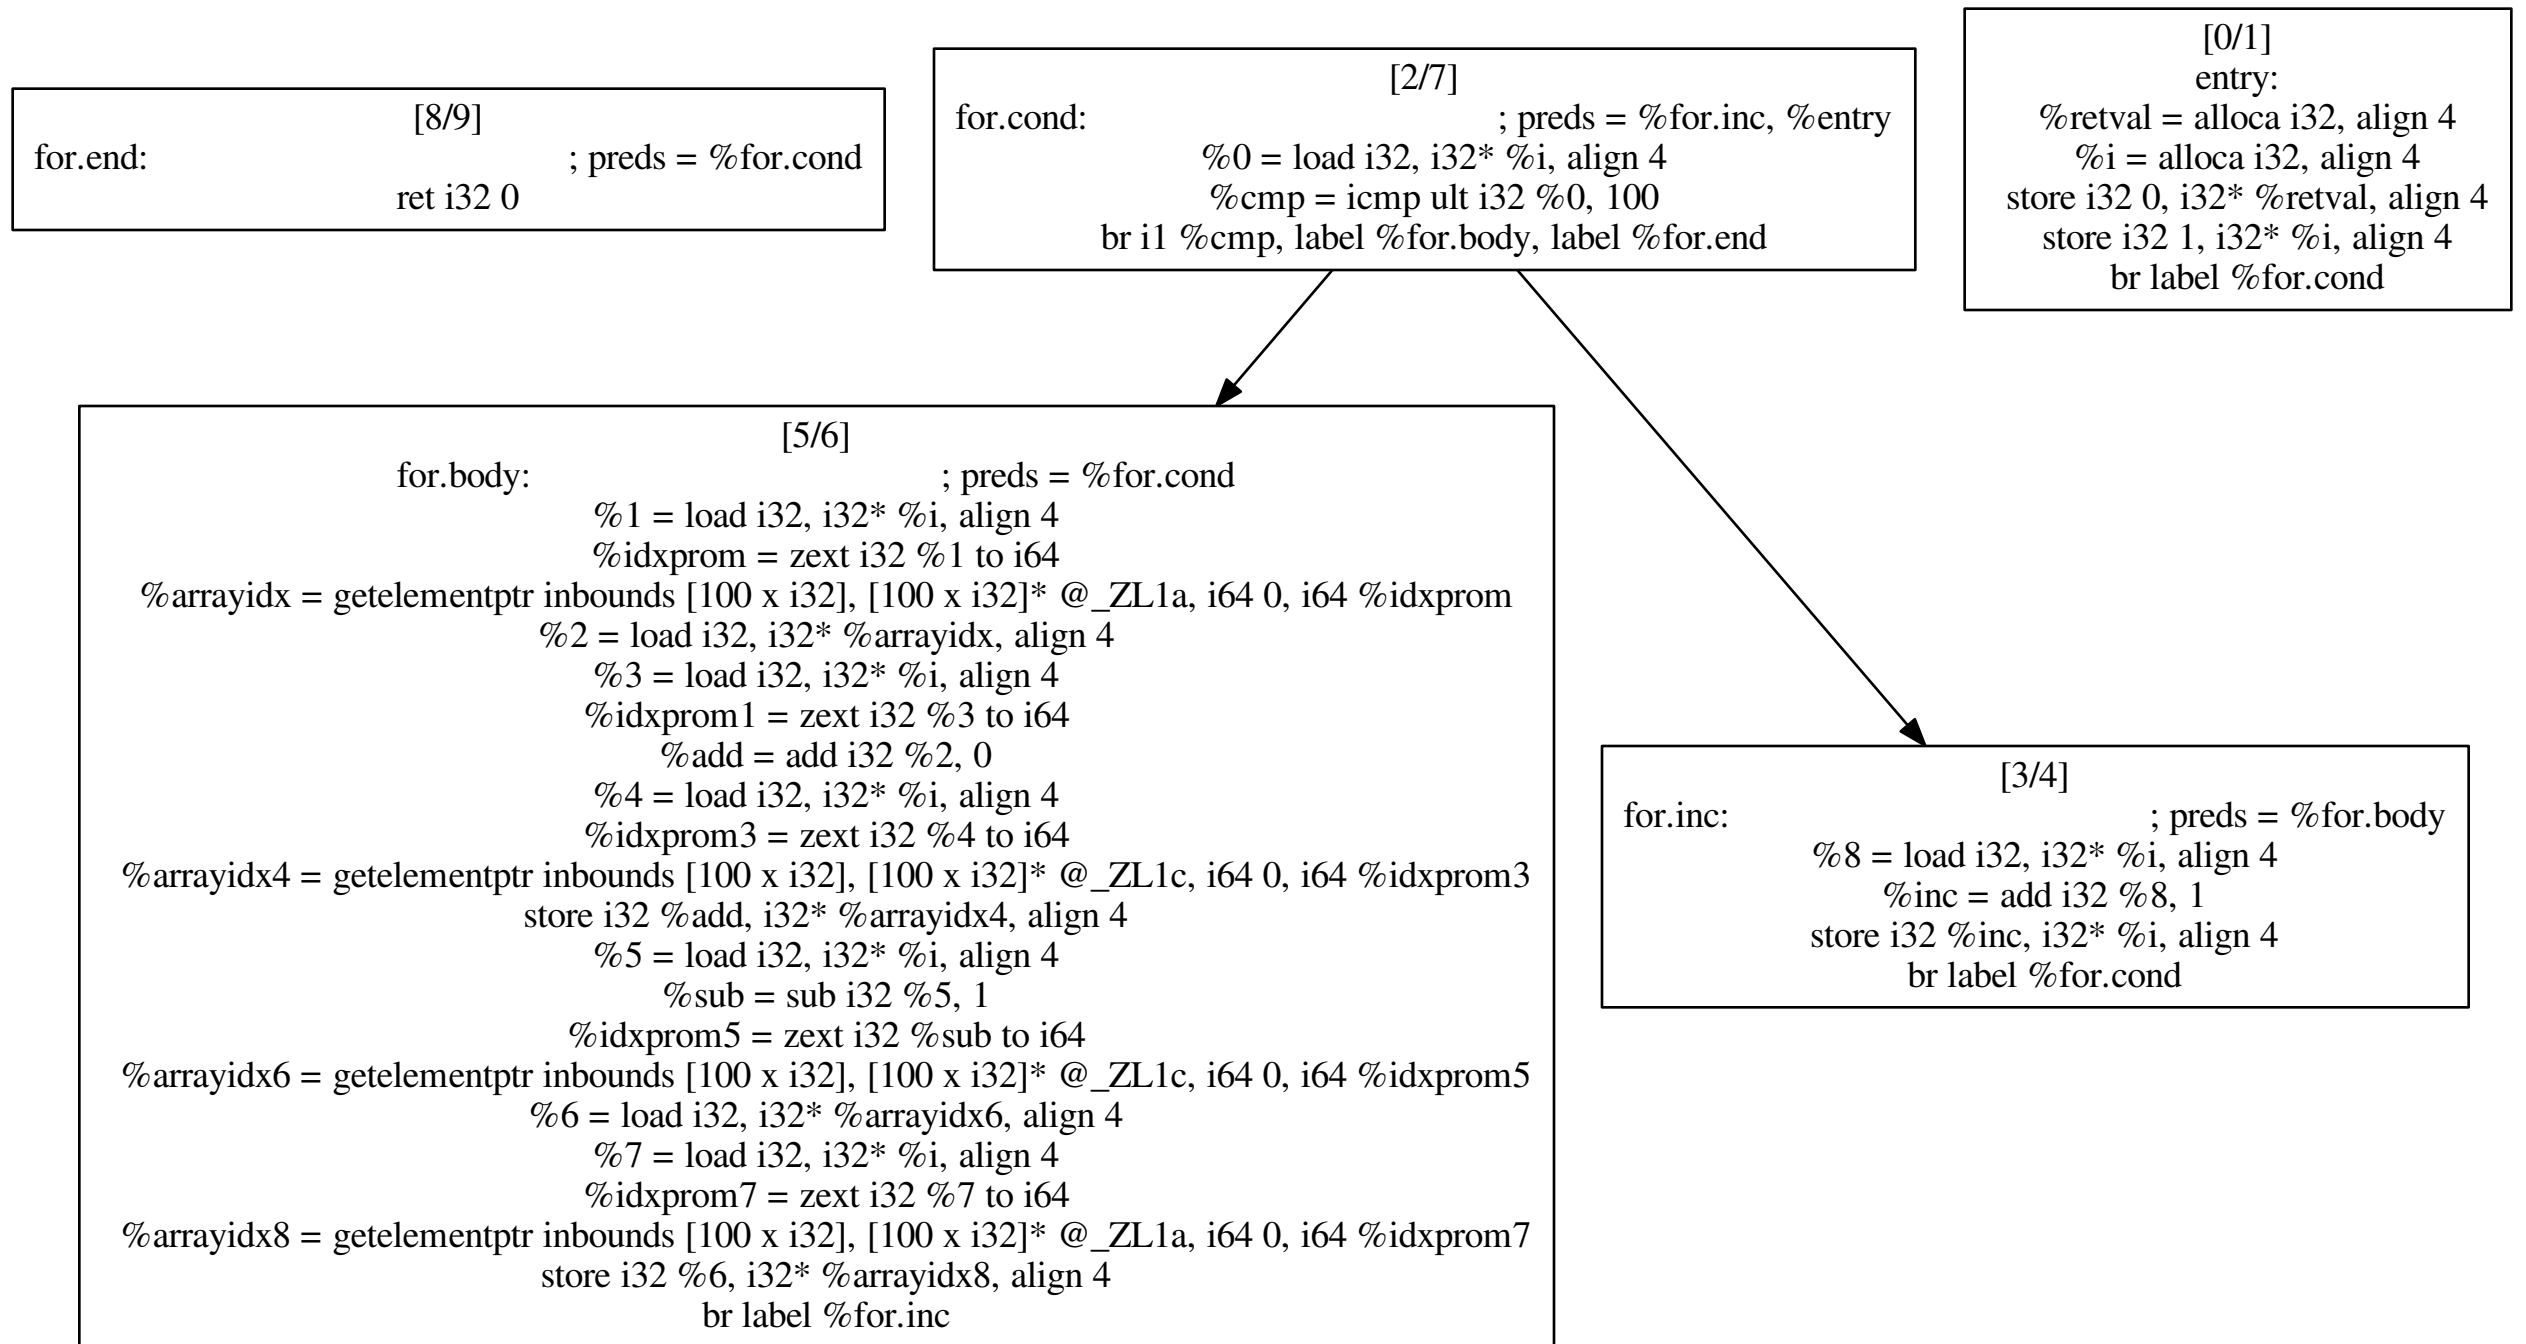 [8/9]
for.end: ; preds = %for.cond
ret i32 0
[2/7]
for.cond: ; preds = %for.inc, %entry
%0 = load i32, i32* %i, align 4
%cmp = icmp ult i32 %0, 100
br i1 %cmp, label %for.body, label %for.end
[0/1]
entry:
%retval = alloca i32, align 4
%i = alloca i32, align 4
store i32 0, i32* %retval, align 4
store i32 1, i32* %i, align 4
br label %for.cond
[5/6]
for.body: ; preds = %for.cond
%1 = load i32, i32* %i, align 4
%idxprom = zext i32 %1 to i64
%arrayidx = getelementptr inbounds [100 x i32], [100 x i32]* @_ZL1a, i64 0, i64 %idxprom
%2 = load i32, i32* %arrayidx, align 4
%3 = load i32, i32* %i, align 4
%idxprom1 = zext i32 %3 to i64
%add = add i32 %2, 0
%4 = load i32, i32* %i, align 4
%idxprom3 = zext i32 %4 to i64
%arrayidx4 = getelementptr inbounds [100 x i32], [100 x i32]* @_ZL1c, i64 0, i64 %idxprom3
store i32 %add, i32* %arrayidx4, align 4
%5 = load i32, i32* %i, align 4
%sub = sub i32 %5, 1
%idxprom5 = zext i32 %sub to i64
%arrayidx6 = getelementptr inbounds [100 x i32], [100 x i32]* @_ZL1c, i64 0, i64 %idxprom5
%6 = load i32, i32* %arrayidx6, align 4
%7 = load i32, i32* %i, align 4
%idxprom7 = zext i32 %7 to i64
%arrayidx8 = getelementptr inbounds [100 x i32], [100 x i32]* @_ZL1a, i64 0, i64 %idxprom7
store i32 %6, i32* %arrayidx8, align 4
br label %for.inc
[3/4]
for.inc: ; preds = %for.body
%8 = load i32, i32* %i, align 4
%inc = add i32 %8, 1
store i32 %inc, i32* %i, align 4
br label %for.cond